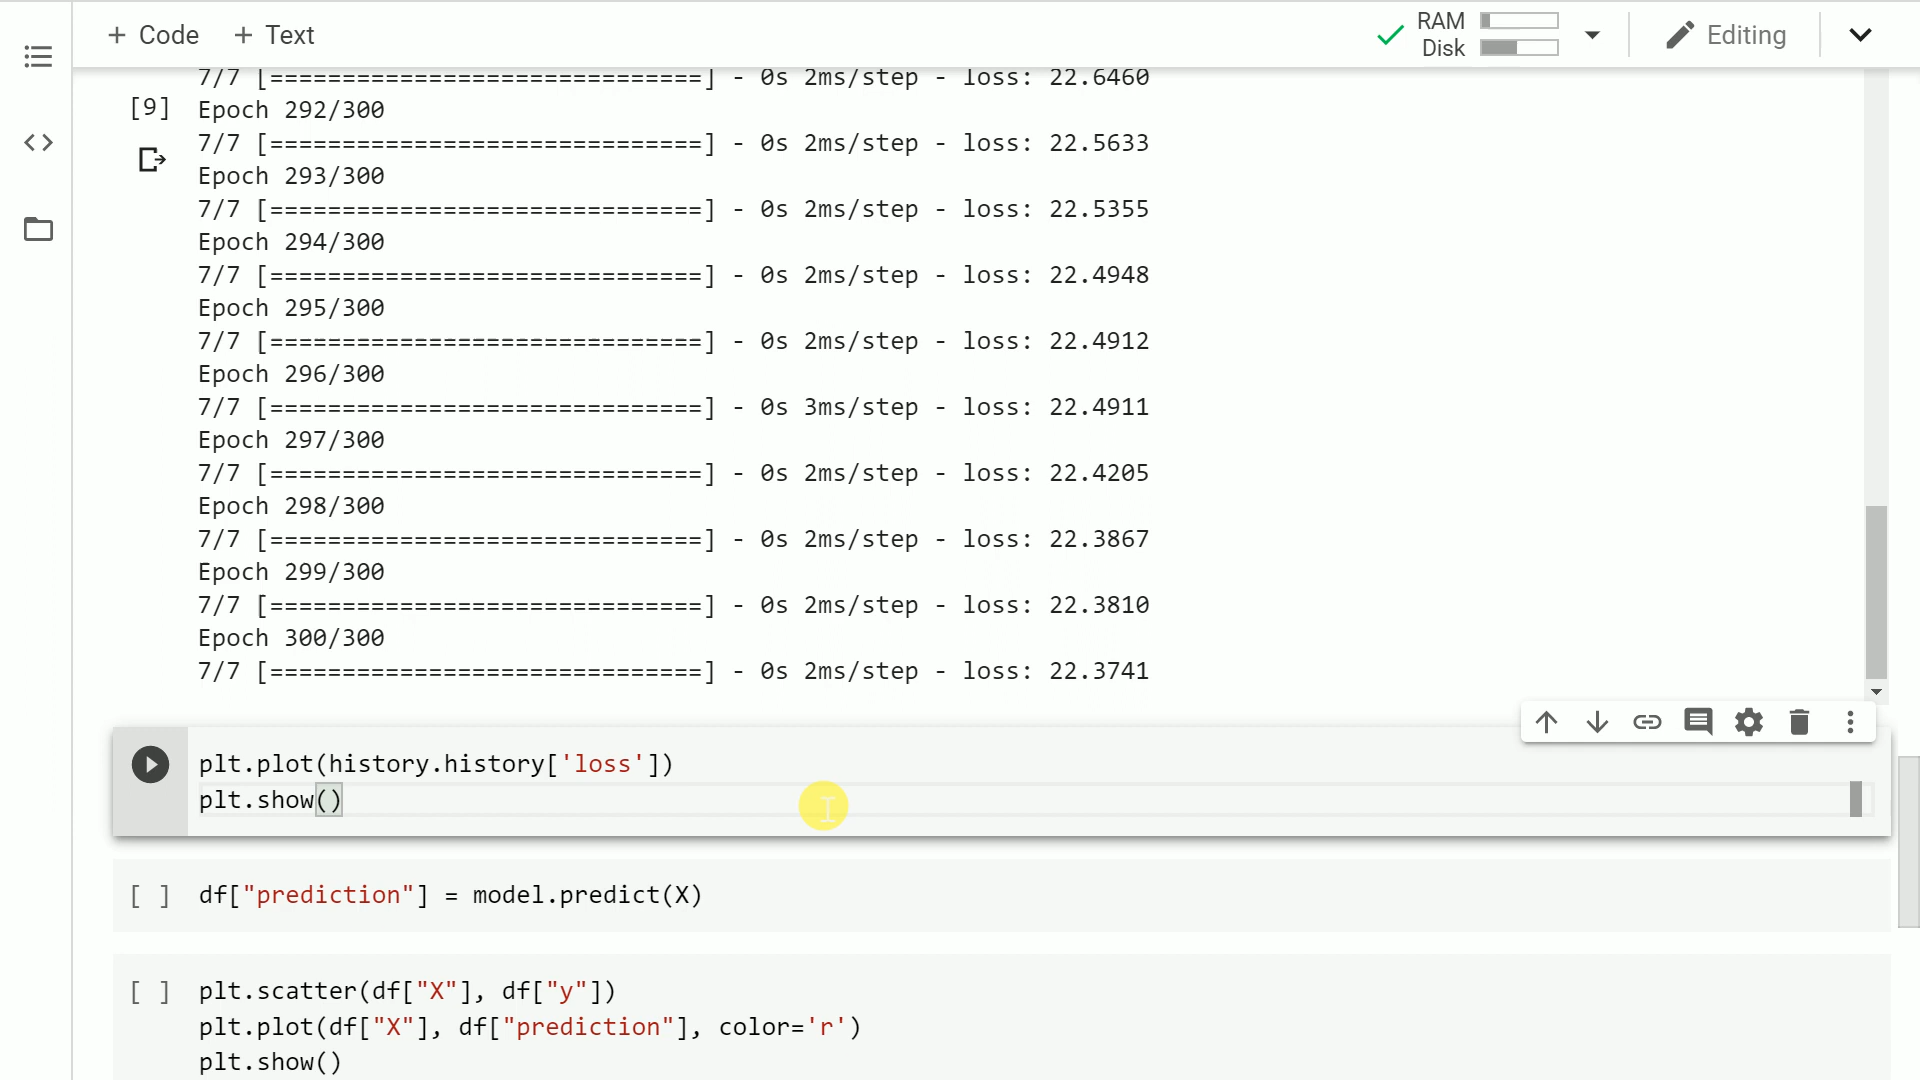 + Code + Text
RAM
Disk
Editing
7/7 [==============================] - 0s 2ms/step - loss: 22.6460
[9] Epoch 292/300
7/7 [==============================] - 0s 2ms/step - loss: 22.5633
Epoch 293/300
7/7 [==============================] - 0s 2ms/step - loss: 22.5355
Epoch 294/300
7/7 [==============================] - 0s 2ms/step - loss: 22.4948
Epoch 295/300
7/7 [==============================] - 0s 2ms/step - loss: 22.4912
Epoch 296/300
7/7 [==============================] - 0s 3ms/step - loss: 22.4911
Epoch 297/300
7/7 [==============================] - 0s 2ms/step - loss: 22.4205
Epoch 298/300
7/7 [==============================] - 0s 2ms/step - loss: 22.3867
Epoch 299/300
7/7 [==============================] - 0s 2ms/step - loss: 22.3810
Epoch 300/300
7/7 [==============================] - 0s 2ms/step - loss: 22.3741
plt.plot(history.history['loss'])
plt.show()
[ ] df["prediction"] = model.predict(X)
[ ] plt.scatter(df["X"], df["y"])
plt.plot(df["X"], df["prediction"], color='r')
plt.show()